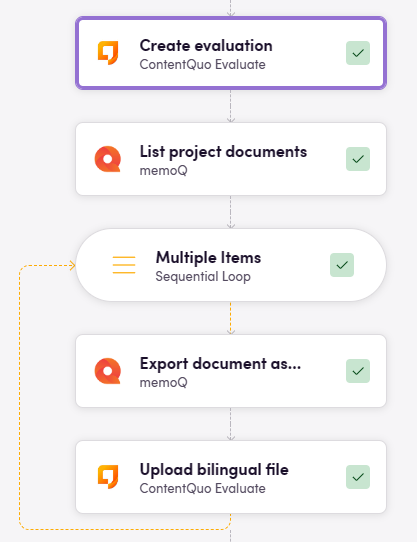 Create evaluation
ContentQuo Evaluate
List project documents
memoQ
Multiple Items
Sequential Loop
Export document as...
memoQ
Upload bilingual file
ContentQuo Evaluate